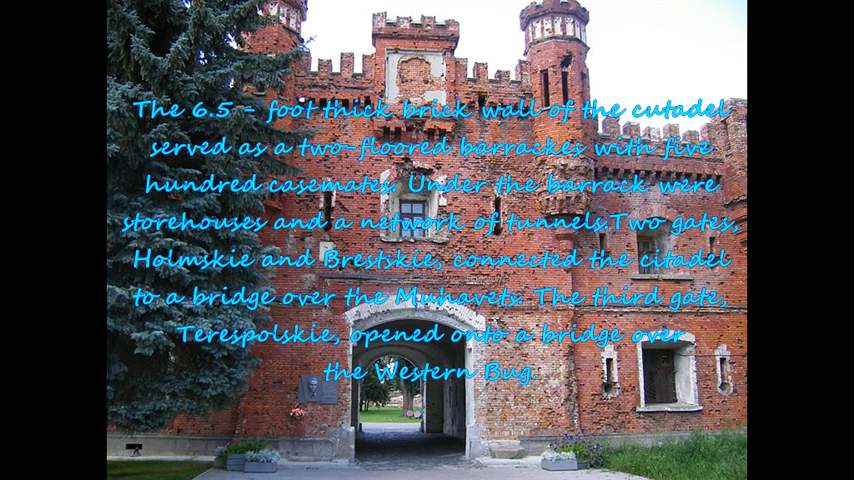 The 6.5 - foot thick brick wall of the cutadel
served as a two-floored barrackes with five
hundred casemates. Under the barrack were
storehouses and a network of tunnels.Two gates,
Holmskie and Brestskie, connected the citadel
to a bridge over the Muhavets. The third gate,
Terespolskie, opened onto a bridge over
the Western Bug.